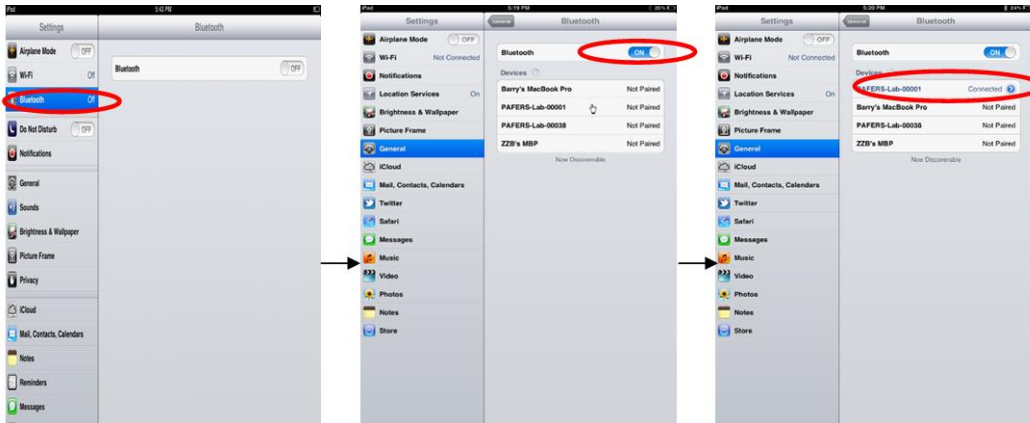 iPad 5:43 PM
Settings
Airplane Mode OFF
Wi-Fi Off
Bluetooth Off
Do Not Disturb OFF
Notifications
General
Sounds
Brightness & Wallpaper
Picture Frame
Privacy
iCloud
Mail, Contacts, Calendars
Notes
Reminders
Messages
Bluetooth
Bluetooth OFF
iPad 5:19 PM 25%
Settings
Airplane Mode OFF
Wi-Fi Not Connected
Notifications
Location Services On
Brightness & Wallpaper
Picture Frame
General
iCloud
Mail, Contacts, Calendars
Twitter
Safari
Messages
Music
Video
Photos
Notes
Store
General Bluetooth
Bluetooth ON
Devices
Barry's MacBook Pro Not Paired
PAFERS-Lab-00001 Not Paired
PAFERS-Lab-00038 Not Paired
ZZB's MBP Not Paired
Now Discoverable
iPad 5:20 PM 24%
Settings
Airplane Mode OFF
Wi-Fi Not Connected
Notifications
Location Services On
Brightness & Wallpaper
Picture Frame
General
iCloud
Mail, Contacts, Calendars
Twitter
Safari
Messages
Music
Video
Photos
Notes
Store
General Bluetooth
Bluetooth ON
Devices
PAFERS-Lab-00001 Connected
Barry's MacBook Pro Not Paired
PAFERS-Lab-00038 Not Paired
ZZB's MBP Not Paired
Now Discoverable